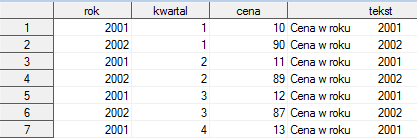 rok kwartal cena tekst
1 2001 1 10 Cena w roku 2001
2 2002 1 90 Cena w roku 2002
3 2001 2 11 Cena w roku 2001
4 2002 2 89 Cena w roku 2002
5 2001 3 12 Cena w roku 2001
6 2002 3 87 Cena w roku 2002
7 2001 4 13 Cena w roku 2001